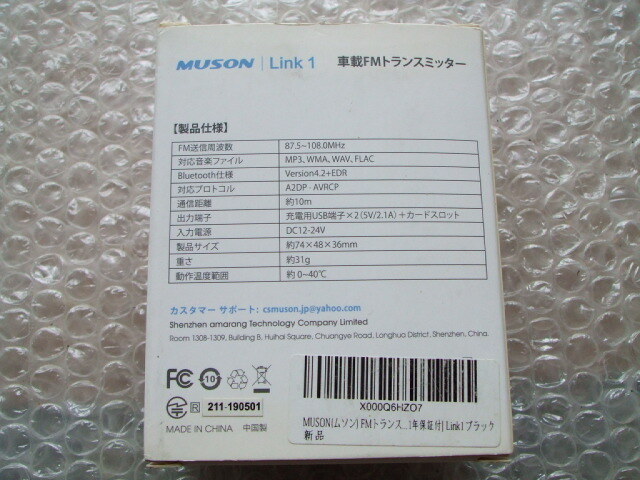 MUSON | Link 1 車載FMトランスミッター
【製品仕様】
FM送信周波数 87.5~108.0MHz
対応音楽ファイル MP3, WMA, WAV, FLAC
Bluetooth仕様 Version4.2+EDR
対応プロトコル A2DP・AVRCP
通信距離 約10m
出力端子 充電用USB端子×2(5V/2.1A)＋カードスロット
入力電源 DC12-24V
製品サイズ 約74×48×36mm
重さ 約31g
動作温度範囲 約 0~40℃
カスタマー サポート: csmuson.jp@yahoo.com
Shenzhen amarang Technology Company Limited
Room 1308-1309, Building B, Huihai Square, Chuangye Road, Longhua District, Shenzhen, China.
FC 10
R 211-190501
MADE IN CHINA 中国製
X000Q6HZO7
MUSON(ムソン) FMトランス...1年保証付| Link1ブラック
新品